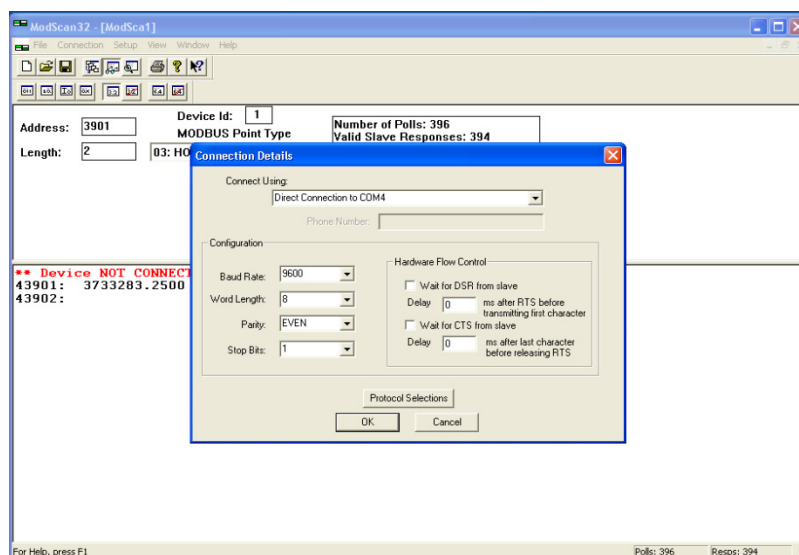 ModScan32 - [ModSca1]
File Connection Setup View Window Help
Address: 3901
Device Id: 1
MODBUS Point Type
Length: 2
03: HO
Number of Polls: 396
Valid Slave Responses: 394
Connection Details
Connect Using:
Direct Connection to COM4
Phone Number:
Configuration
Baud Rate: 9600
Word Length: 8
Parity: EVEN
Stop Bits: 1
Hardware Flow Control
Wait for DSR from slave
Delay 0 ms after RTS before
transmitting first character
Wait for CTS from slave
Delay 0 ms after last character
before releasing RTS
Protocol Selections
OK Cancel
** Device NOT CONNECT
43901: 3733283.2500
43902:
For Help, press F1
Polls: 396 Resps: 394